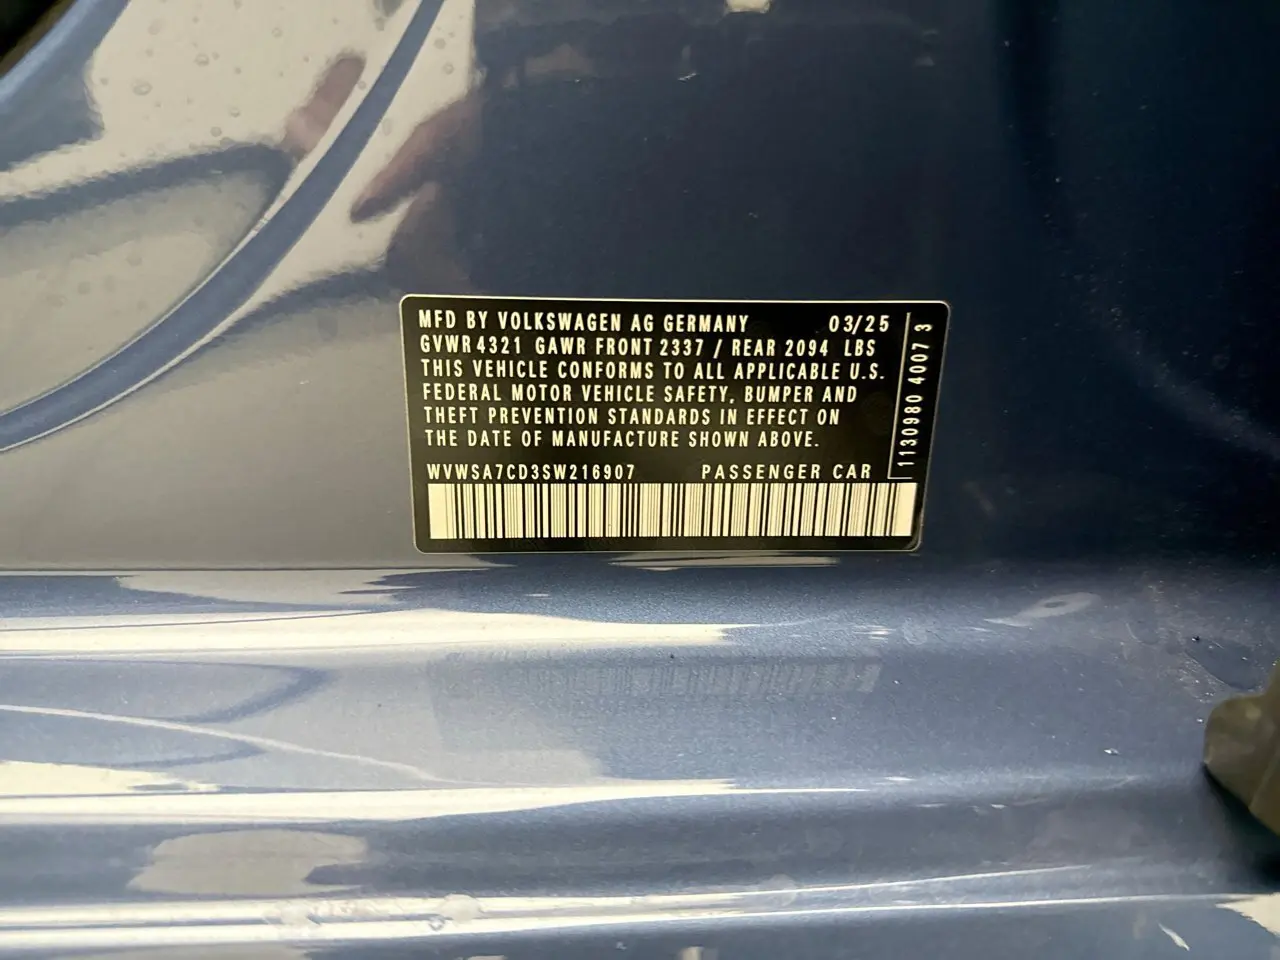 MFD BY VOLKSWAGEN AG GERMANY 03/25
GVWR 4321 GAWR FRONT 2337 / REAR 2094 LBS
THIS VEHICLE CONFORMS TO ALL APPLICABLE U.S.
FEDERAL MOTOR VEHICLE SAFETY, BUMPER AND
THEFT PREVENTION STANDARDS IN EFFECT ON
THE DATE OF MANUFACTURE SHOWN ABOVE.
WVWSA7CD3SW216907 PASSENGER CAR
1130980 4007 3